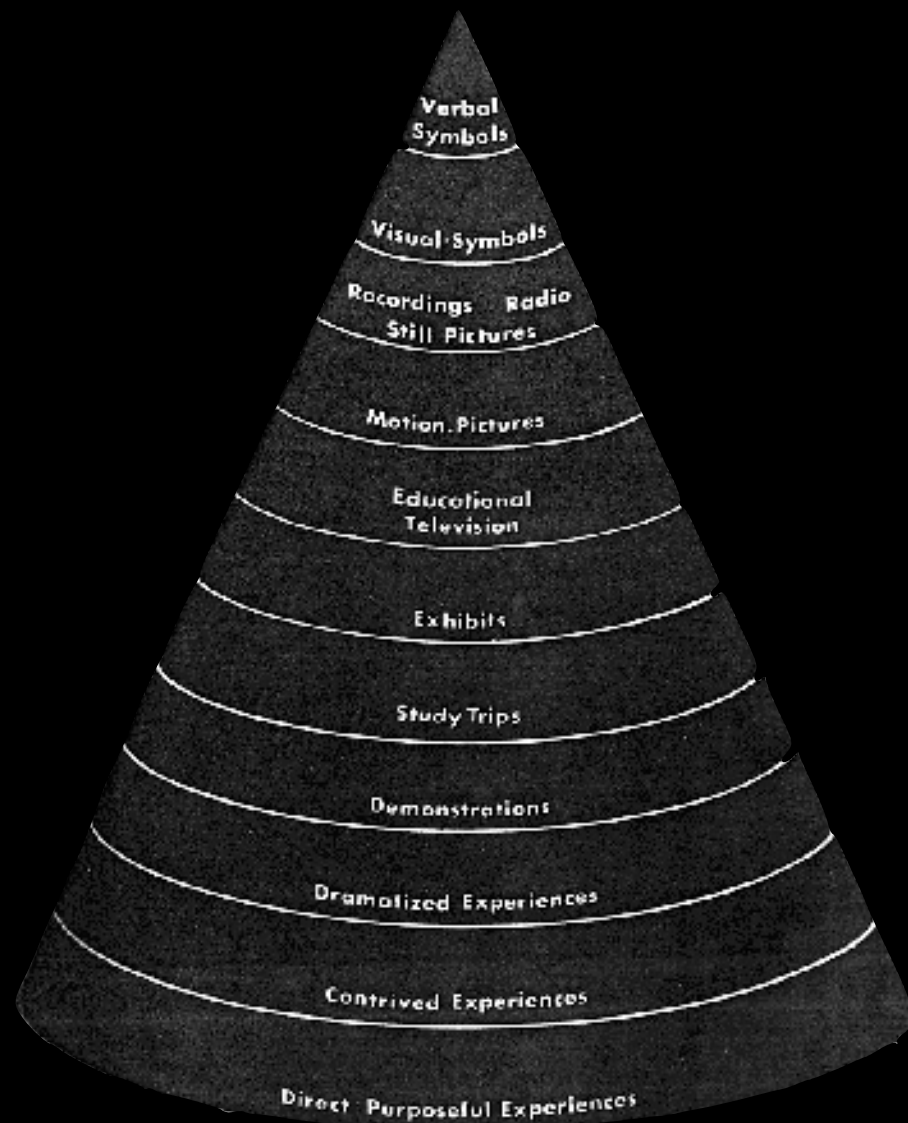 Verbal
Symbols
Visual Symbols
Recordings Radio
Still Pictures
Motion Pictures
Educational
Television
Exhibits
Study Trips
Demonstrations
Dramatized Experiences
Contrived Experiences
Direct Purposeful Experiences